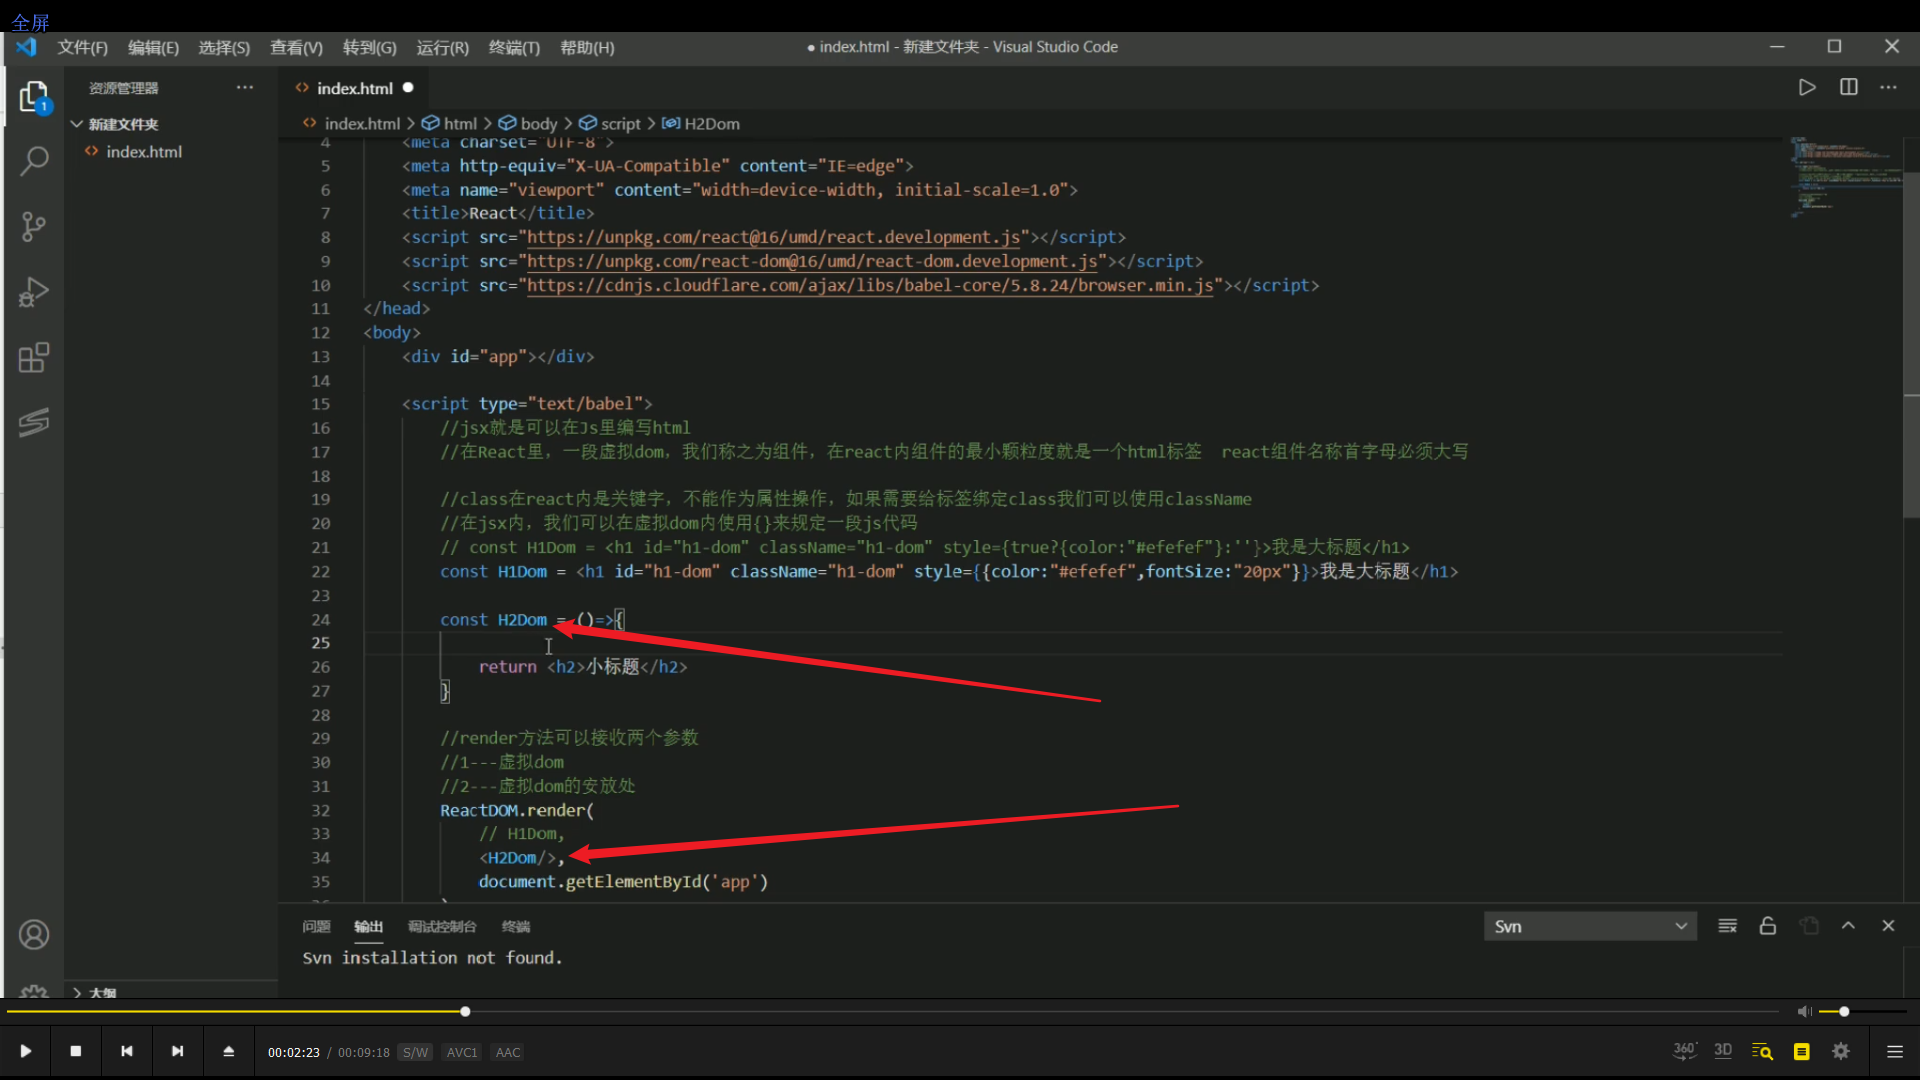 全屏
文件(F) 编辑(E) 选择(S) 查看(V) 转到(G) 运行(R) 终端(T) 帮助(H) ● index.html - 新建文件夹 - Visual Studio Code
资源管理器 ··· <> index.html ●
1
新建文件夹
<> index.html
<> index.html > html > body > script > H2Dom
4 <meta charset="UTF-8">
5 <meta http-equiv="X-UA-Compatible" content="IE=edge">
6 <meta name="viewport" content="width=device-width, initial-scale=1.0">
7 <title>React</title>
8 <script src="https://unpkg.com/react@16/umd/react.development.js"></script>
9 <script src="https://unpkg.com/react-dom@16/umd/react-dom.development.js"></script>
10 <script src="https://cdnjs.cloudflare.com/ajax/libs/babel-core/5.8.24/browser.min.js"></script>
11 </head>
12 <body>
13 <div id="app"></div>
14
15 <script type="text/babel">
16 //jsx就是可以在Js里编写html
17 //在React里，一段虚拟dom，我们称之为组件，在react内组件的最小颗粒度就是一个html标签 react组件名称首字母必须大写
18
19 //class在react内是关键字，不能作为属性操作，如果需要给标签绑定class我们可以使用className
20 //在jsx内，我们可以在虚拟dom内使用{}来规定一段js代码
21 // const H1Dom = <h1 id="h1-dom" className="h1-dom" style={true?{color:"#efefef"}:''}>我是大标题</h1>
22 const H1Dom = <h1 id="h1-dom" className="h1-dom" style={{color:"#efefef",fontSize:"20px"}}>我是大标题</h1>
23
24 const H2Dom = ()=>{
25
26 return <h2>小标题</h2>
27 }
28
29 //render方法可以接收两个参数
30 //1---虚拟dom
31 //2---虚拟dom的安放处
32 ReactDOM.render(
33 // H1Dom,
34 <H2Dom/>,
35 document.getElementById('app')
问题 输出 调试控制台 终端 Svn
Svn installation not found.
大纲
00:02:23 / 00:09:18 S/W AVC1 AAC 360° 3D